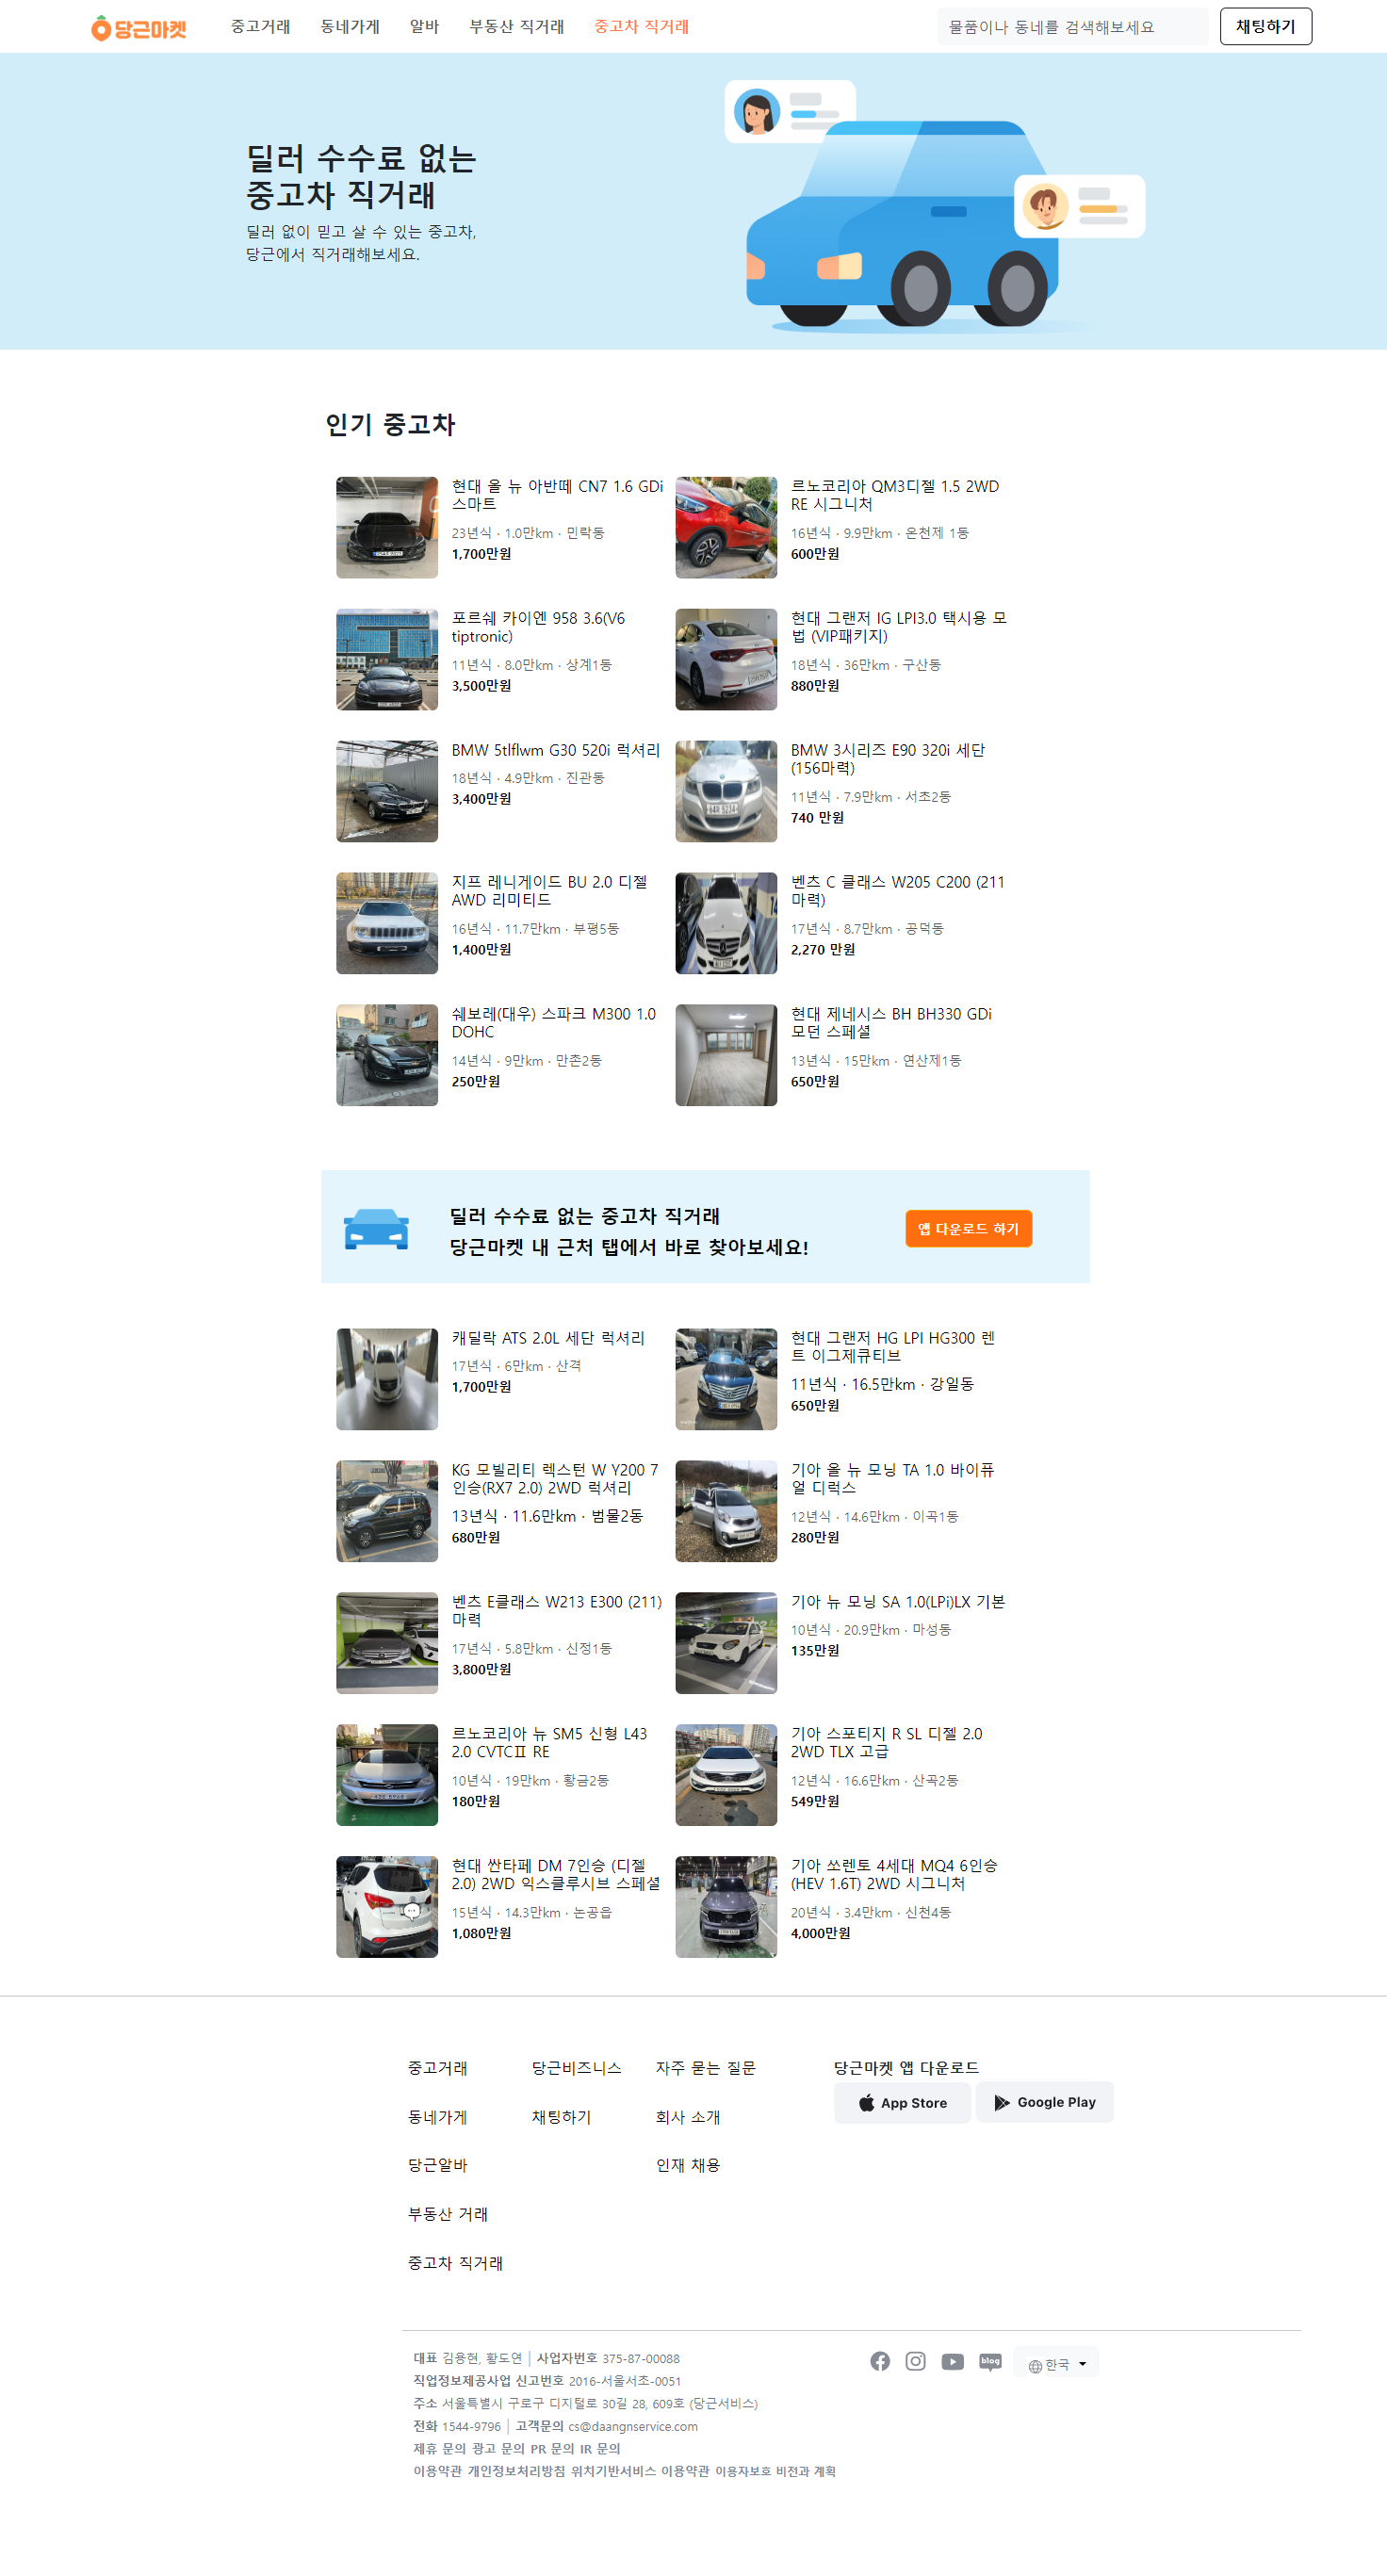 당근마켓 중고거래 동네가게 알바 부동산 직거래 중고차 직거래 물품이나 동네를 검색해보세요 채팅하기
딜러 수수료 없는
중고차 직거래
딜러 없이 믿고 살 수 있는 중고차,
당근에서 직거래해보세요.
인기 중고차
현대 올 뉴 아반떼 CN7 1.6 GDi
스마트
23년식 · 1.0만km · 민락동
1,700만원
르노코리아 QM3디젤 1.5 2WD
RE 시그니처
16년식 · 9.9만km · 온천제 1동
600만원
포르쉐 카이엔 958 3.6(V6
tiptronic)
11년식 · 8.0만km · 상계1동
3,500만원
현대 그랜저 IG LPI3.0 택시용 모
법 (VIP패키지)
18년식 · 36만km · 구산동
880만원
BMW 5tlflwm G30 520i 럭셔리
18년식 · 4.9만km · 진관동
3,400만원
BMW 3시리즈 E90 320i 세단
(156마력)
11년식 · 7.9만km · 서초2동
740 만원
지프 레니게이드 BU 2.0 디젤
AWD 리미티드
16년식 · 11.7만km · 부평5동
1,400만원
벤츠 C 클래스 W205 C200 (211
마력)
17년식 · 8.7만km · 공덕동
2,270 만원
쉐보레(대우) 스파크 M300 1.0
DOHC
14년식 · 9만km · 만촌2동
250만원
현대 제네시스 BH BH330 GDi
모던 스페셜
13년식 · 15만km · 연산제1동
650만원
딜러 수수료 없는 중고차 직거래
당근마켓 내 근처 탭에서 바로 찾아보세요!
앱 다운로드 하기
캐딜락 ATS 2.0L 세단 럭셔리
17년식 · 6만km · 산격
1,700만원
현대 그랜저 HG LPI HG300 렌
트 이그제큐티브
11년식 · 16.5만km · 강일동
650만원
KG 모빌리티 렉스턴 W Y200 7
인승(RX7 2.0) 2WD 럭셔리
13년식 · 11.6만km · 범물2동
680만원
기아 올 뉴 모닝 TA 1.0 바이퓨
얼 디럭스
12년식 · 14.6만km · 이곡1동
280만원
벤츠 E클래스 W213 E300 (211)
마력
17년식 · 5.8만km · 신정1동
3,800만원
기아 뉴 모닝 SA 1.0(LPi)LX 기본
10년식 · 20.9만km · 마성동
135만원
르노코리아 뉴 SM5 신형 L43
2.0 CVTCⅡ RE
10년식 · 19만km · 황금2동
180만원
기아 스포티지 R SL 디젤 2.0
2WD TLX 고급
12년식 · 16.6만km · 산곡2동
549만원
현대 싼타페 DM 7인승 (디젤
2.0) 2WD 익스클루시브 스페셜
15년식 · 14.3만km · 논공읍
1,080만원
기아 쏘렌토 4세대 MQ4 6인승
(HEV 1.6T) 2WD 시그니처
20년식 · 3.4만km · 신천4동
4,000만원
중고거래 당근비즈니스 자주 묻는 질문 당근마켓 앱 다운로드
App Store Google Play
동네가게 채팅하기 회사 소개
당근알바 인재 채용
부동산 거래
중고차 직거래
대표 김용현, 황도연 │ 사업자번호 375-87-00088
blog 한국
직업정보제공사업 신고번호 2016-서울서초-0051
주소 서울특별시 구로구 디지털로 30길 28, 609호 (당근서비스)
전화 1544-9796 │ 고객문의 cs@daangnservice.com
제휴 문의 광고 문의 PR 문의 IR 문의
이용약관 개인정보처리방침 위치기반서비스 이용약관 이용자보호 비전과 계획